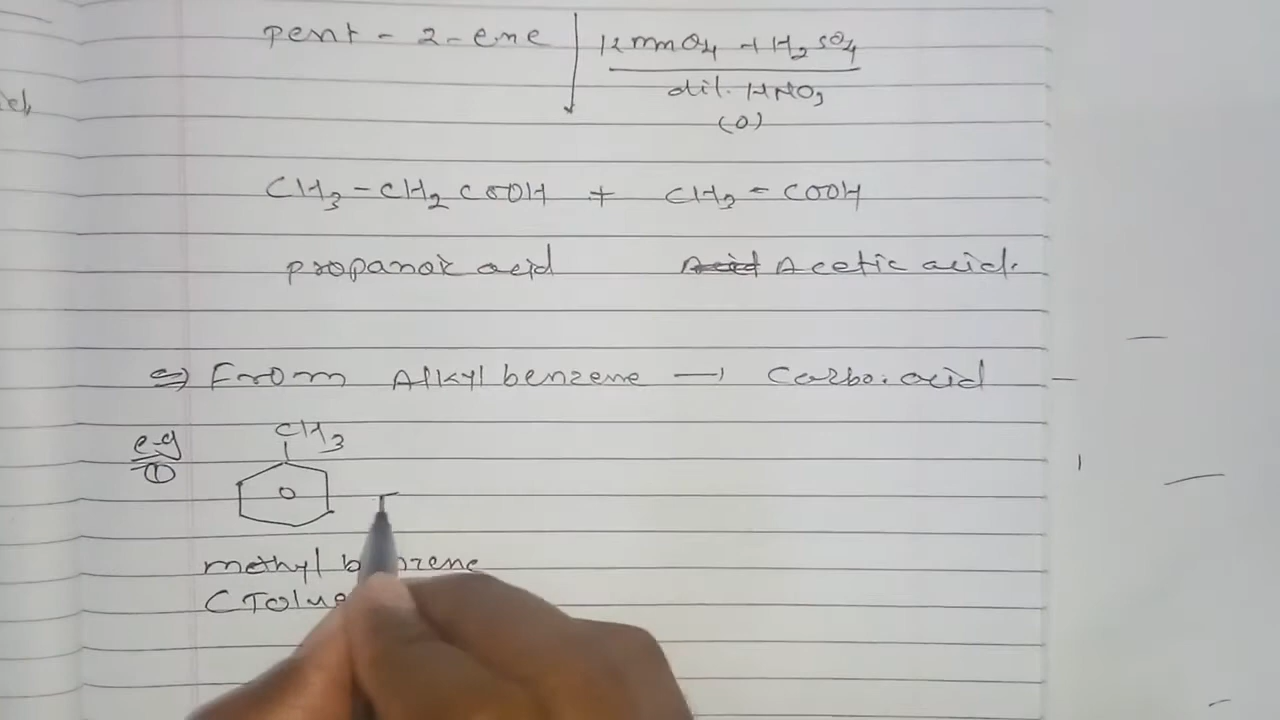 pent - 2 - ene KMnO4 + H2SO4
dil. HNO3
(O)
CH3 - CH2 COOH + CH3 - COOH
propanoic acid Acetic acid.
=> From Alkyl benzene → Carbo. acid
e.g CH3
①
methyl benzene
(Tolue